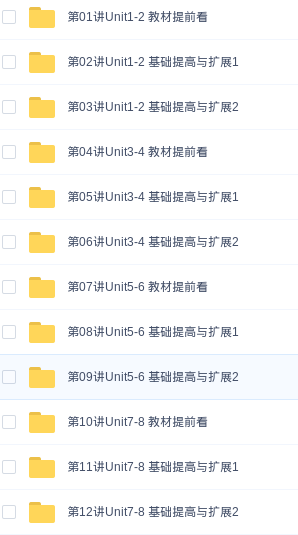 第01讲Unit1-2 教材提前看
第02讲Unit1-2 基础提高与扩展1
第03讲Unit1-2 基础提高与扩展2
第04讲Unit3-4 教材提前看
第05讲Unit3-4 基础提高与扩展1
第06讲Unit3-4 基础提高与扩展2
第07讲Unit5-6 教材提前看
第08讲Unit5-6 基础提高与扩展1
第09讲Unit5-6 基础提高与扩展2
第10讲Unit7-8 教材提前看
第11讲Unit7-8 基础提高与扩展1
第12讲Unit7-8 基础提高与扩展2